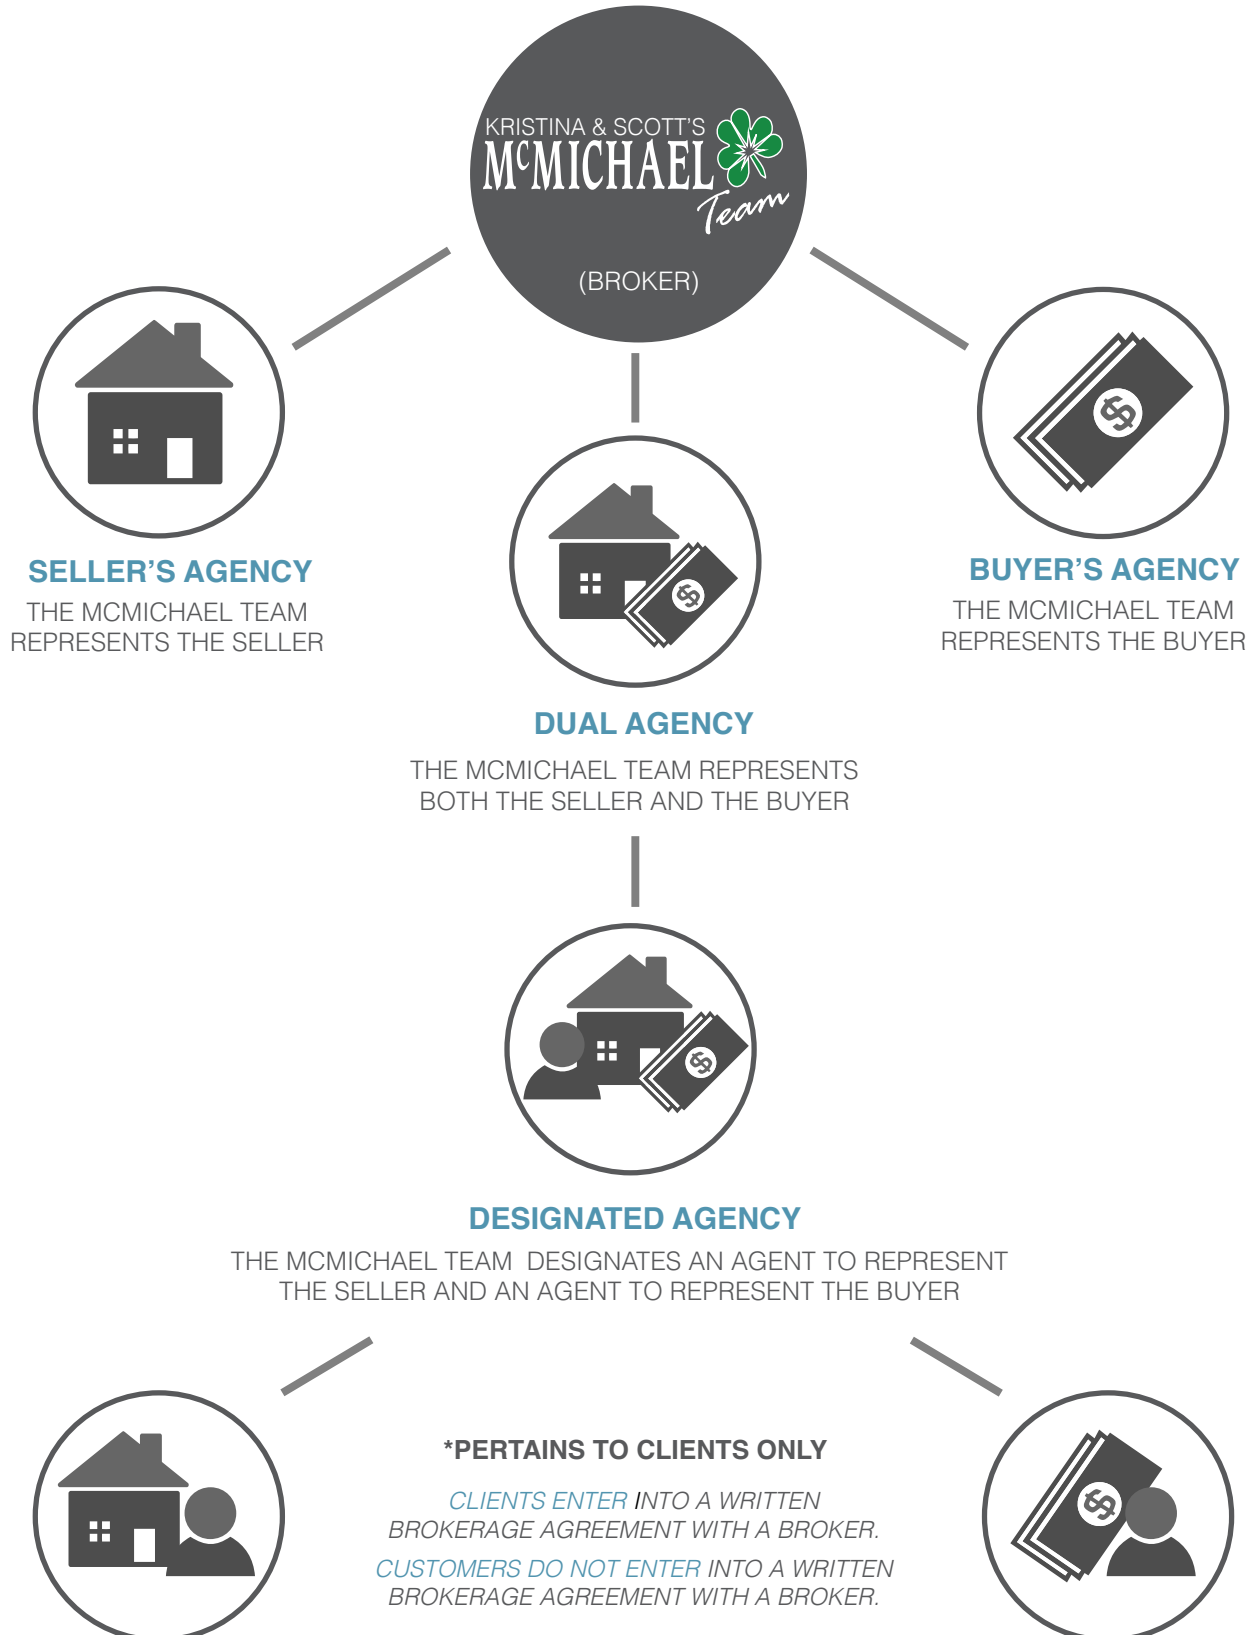 KRISTINA & SCOTT'S
MCMICHAEL
Team
(BROKER)
SELLER'S AGENCY
THE MCMICHAEL TEAM
REPRESENTS THE SELLER
BUYER'S AGENCY
THE MCMICHAEL TEAM
REPRESENTS THE BUYER
$
$
DUAL AGENCY
THE MCMICHAEL TEAM REPRESENTS
BOTH THE SELLER AND THE BUYER
$
DESIGNATED AGENCY
THE MCMICHAEL TEAM DESIGNATES AN AGENT TO REPRESENT
THE SELLER AND AN AGENT TO REPRESENT THE BUYER
*PERTAINS TO CLIENTS ONLY
CLIENTS ENTER INTO A WRITTEN
BROKERAGE AGREEMENT WITH A BROKER.
CUSTOMERS DO NOT ENTER INTO A WRITTEN
BROKERAGE AGREEMENT WITH A BROKER.
$